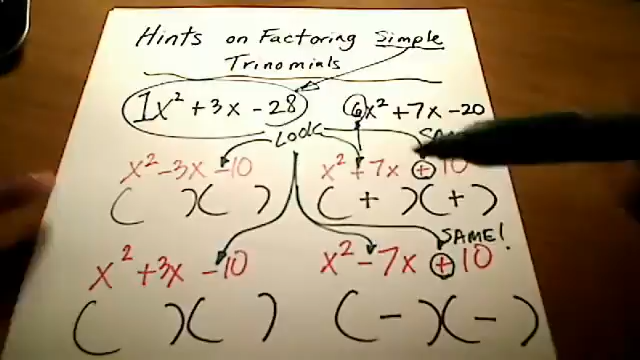 Hints on Factoring Simple
Trinomials
1x² + 3x - 28 6x² + 7x - 20
LOOK
x² - 3x - 10 x² + 7x + 10
( )( ) ( + )( + )
SAME!
x² + 3x - 10 x² - 7x + 10
( )( ) ( - )( - )